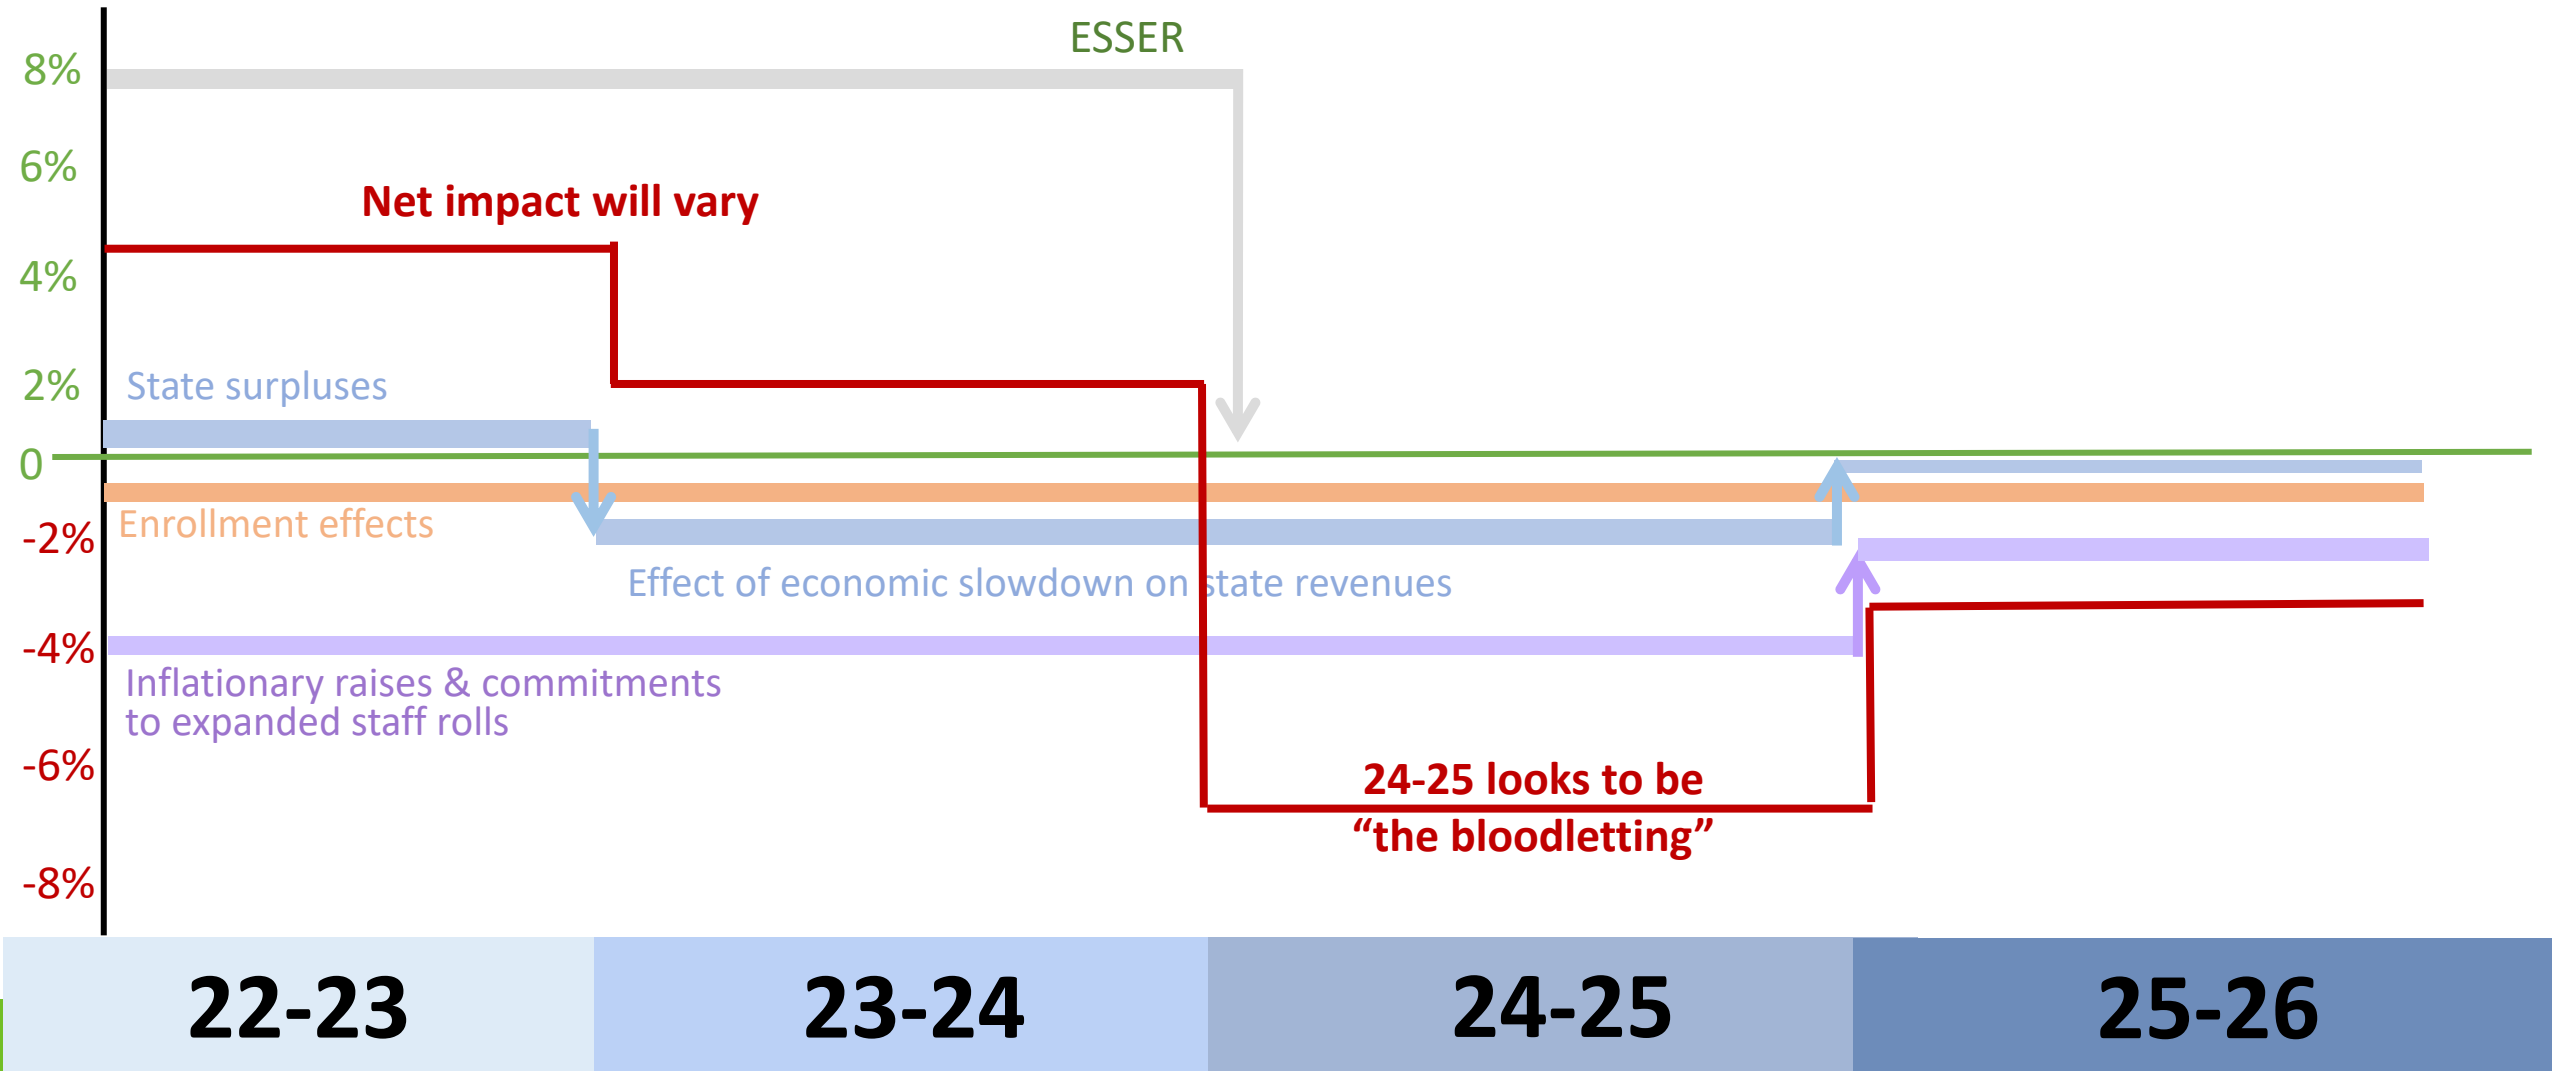 ESSER
8%
6%
Net impact will vary
4%
2%
State surpluses
0
Enrollment effects
-2%
Effect of economic slowdown on state revenues
-4%
Inflationary raises & commitments
to expanded staff rolls
-6%
24-25 looks to be
“the bloodletting”
-8%
22-23
23-24
24-25
25-26